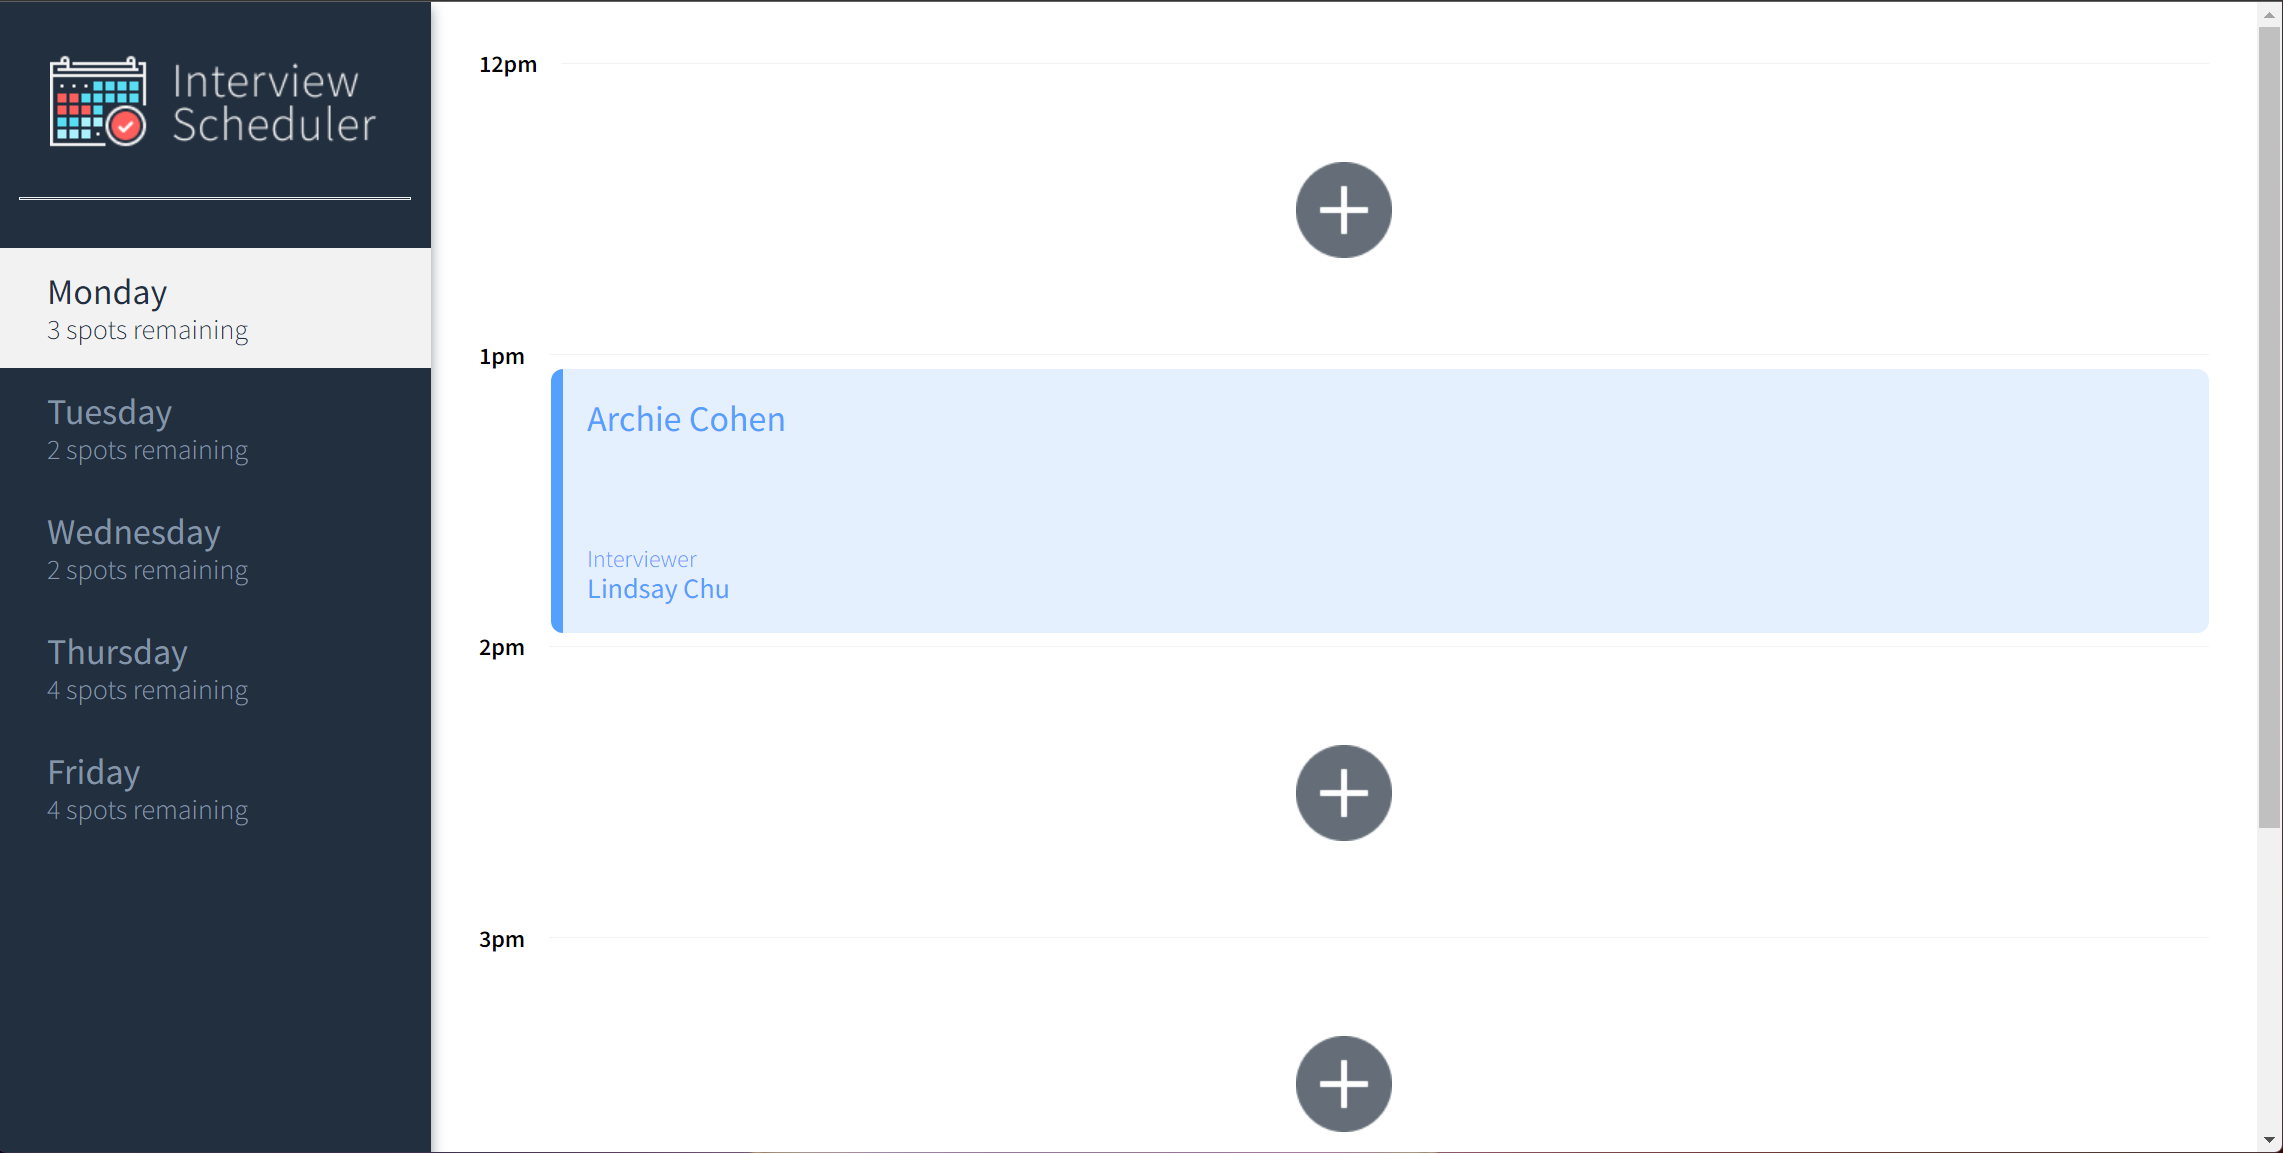 Interview
Scheduler
Monday
3 spots remaining
Tuesday
2 spots remaining
Wednesday
2 spots remaining
Thursday
4 spots remaining
Friday
4 spots remaining
12pm
1pm
Archie Cohen
Interviewer
Lindsay Chu
2pm
3pm